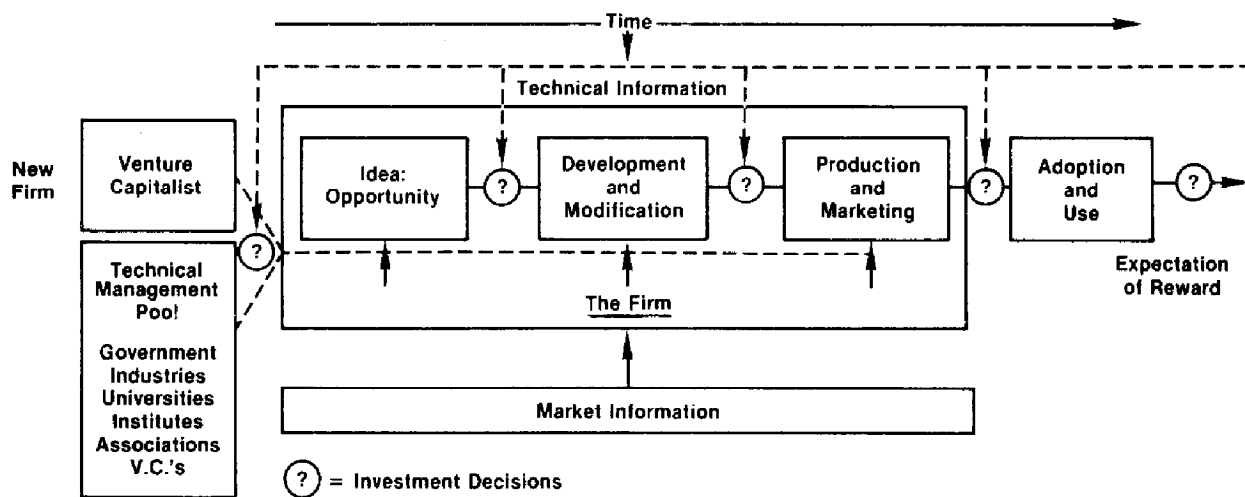 Time
Technical Information
New
Firm
Venture
Capitalist
Idea:
Opportunity
?
Development
and
Modification
?
Production
and
Marketing
?
Adoption
and
Use
?
?
Technical
Management
Pool
Government
Industries
Universities
Institutes
Associations
V.C.'s
The Firm
Expectation
of Reward
Market Information
? = Investment Decisions